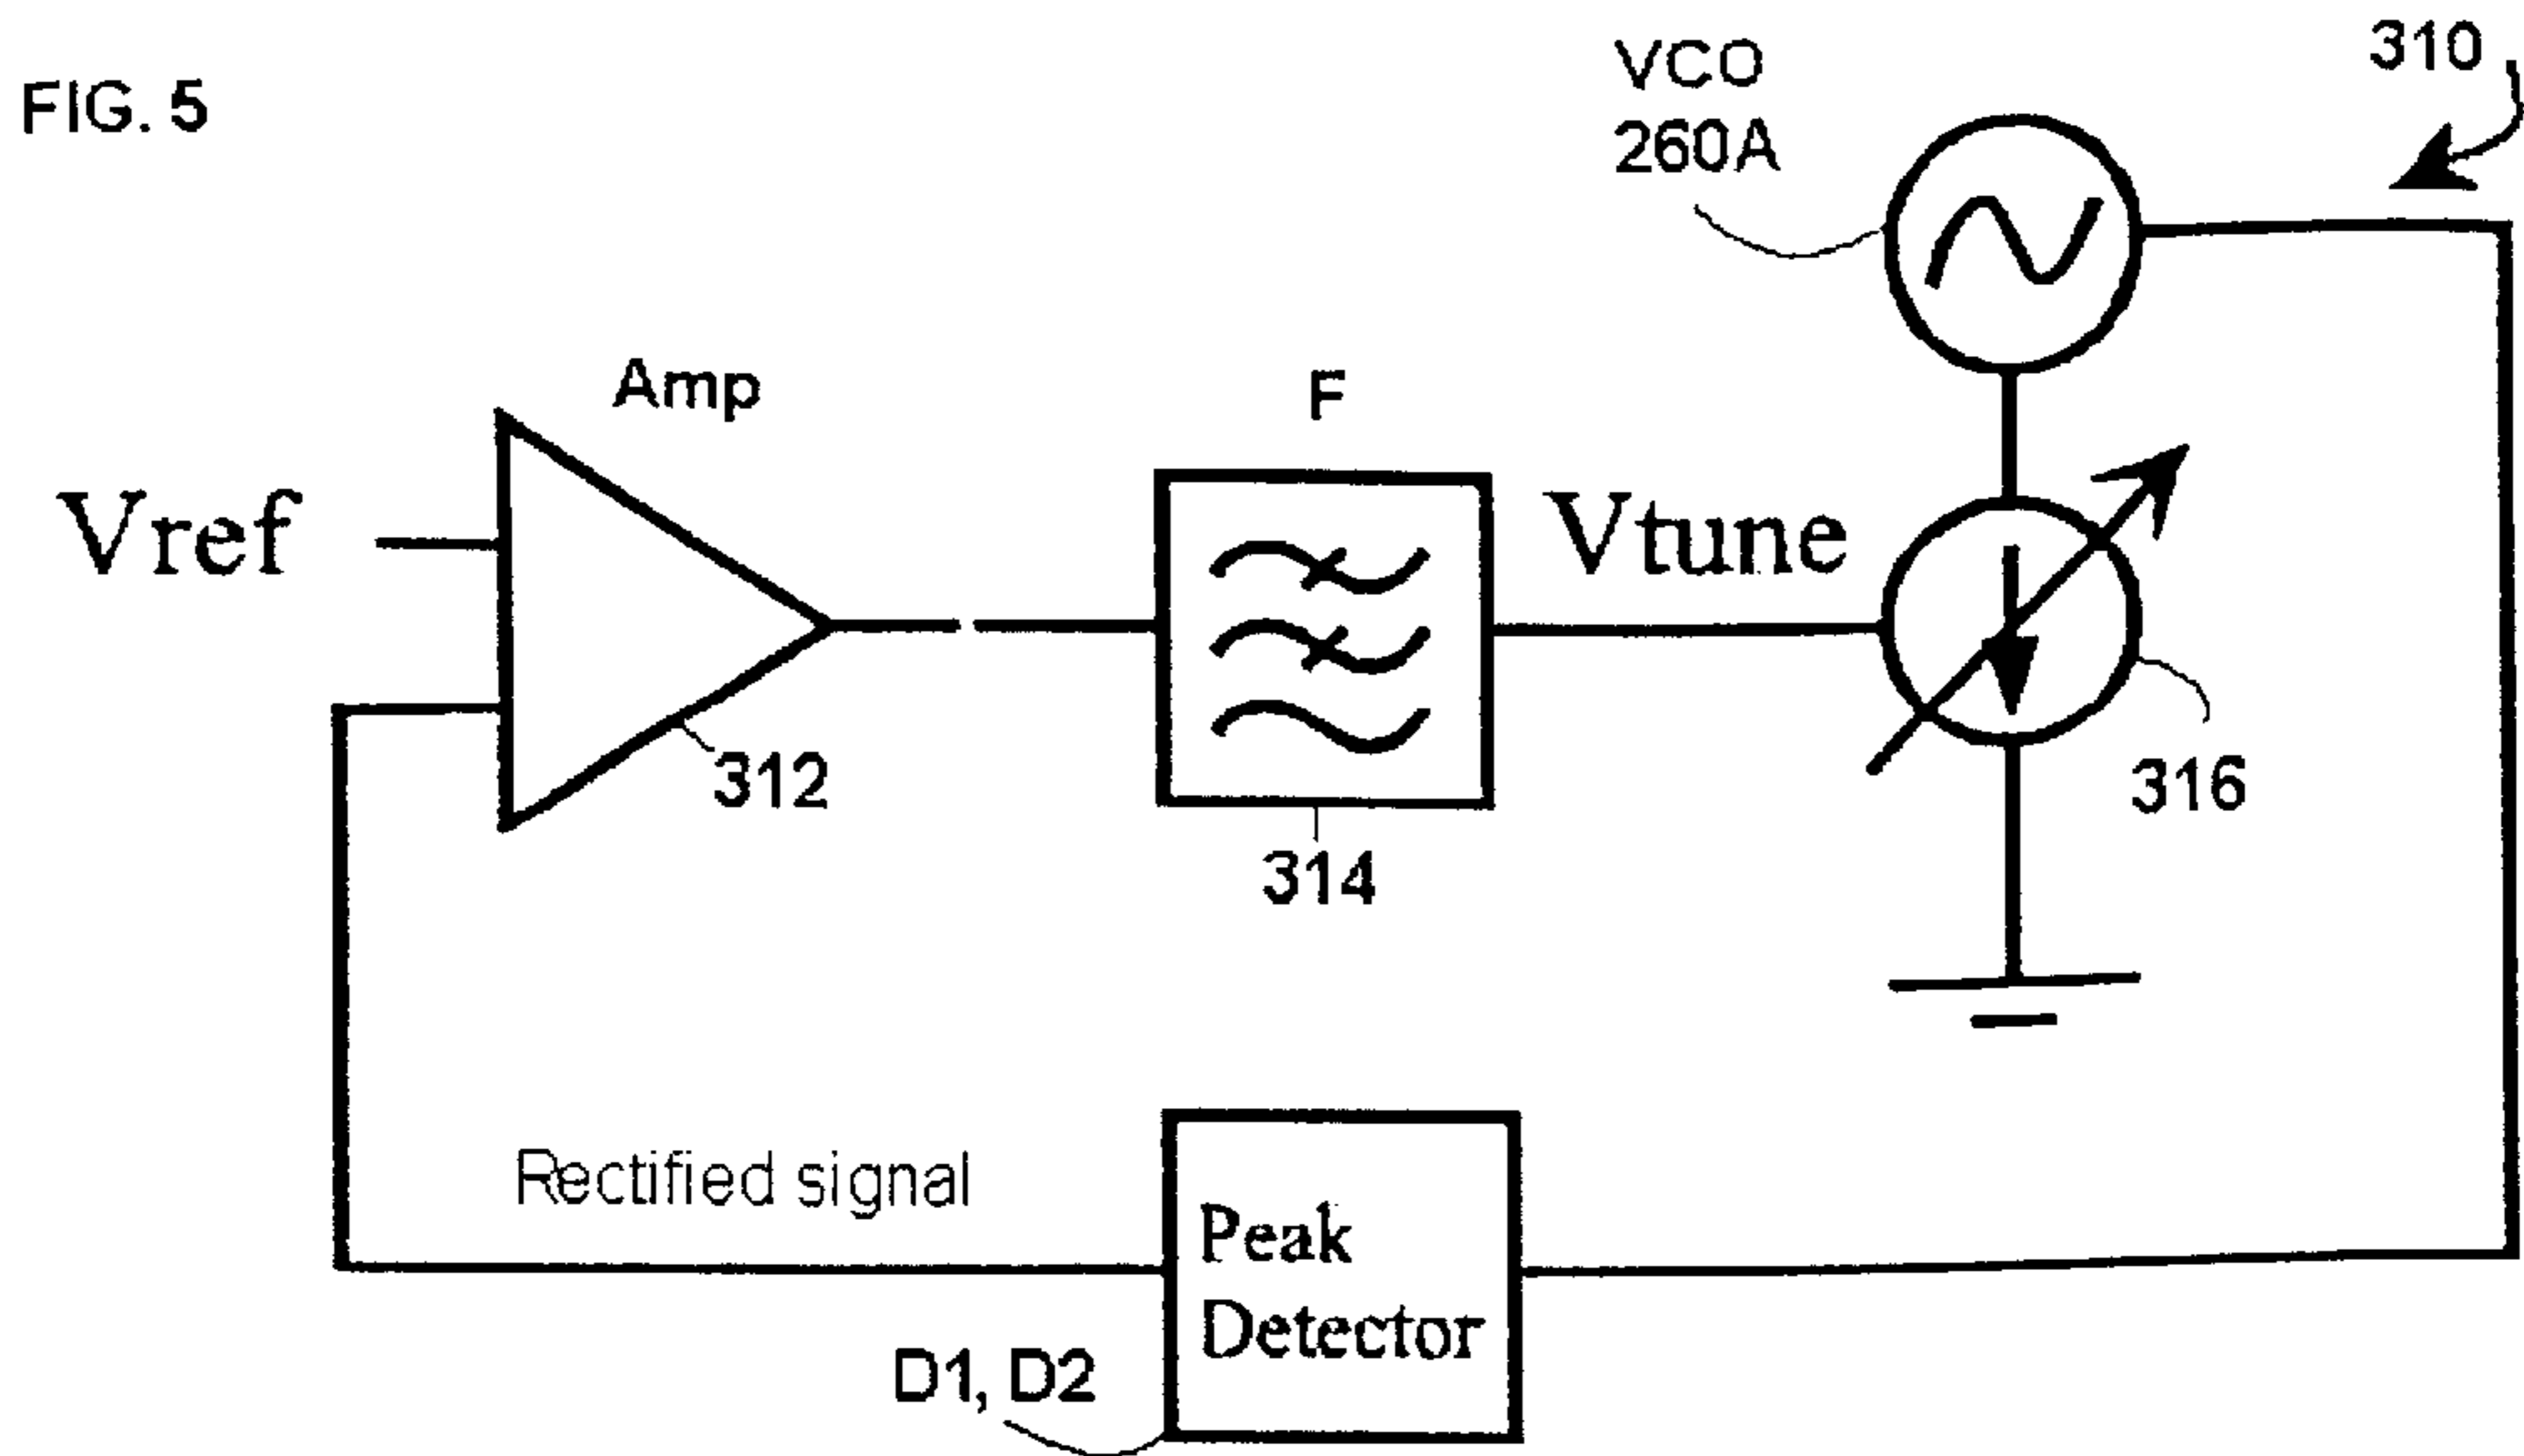 FIG. 5
VCO
260A
310
Amp
F
Vref
Vtune
312
314
316
Rectified signal
Peak
Detector
D1, D2